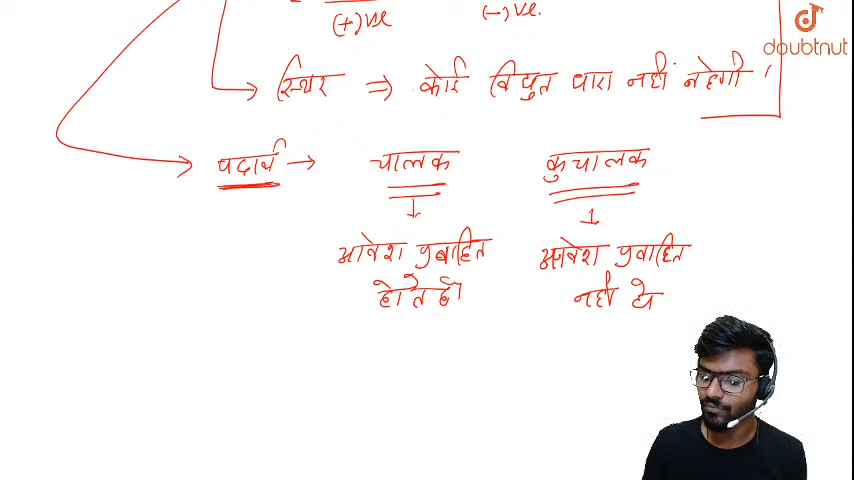 doubtnut
(+)ve (-)ve.
स्थिर ⇒ कोई विद्युत धारा नहीं बहेगी
पदार्थ → चालक कुचालक
आवेश प्रवाहित आवेश प्रवाहित
होते हो नहीं हो